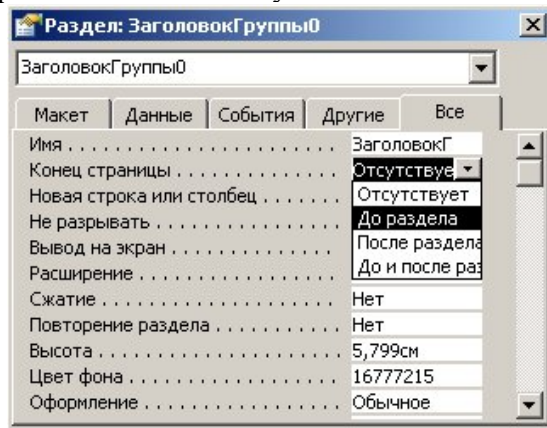 Раздел: ЗаголовокГруппы0
ЗаголовокГруппы0
Макет Данные События Другие Все
Имя . . . . . . . . . . . . . . . . . . . . . . . ЗаголовокГ
Конец страницы . . . . . . . . . . . . . . Отсутствуе
Новая строка или столбец . . . . . . . Отсутствует
Не разрывать . . . . . . . . . . . . . . . . До раздела
Вывод на экран . . . . . . . . . . . . . . После раздела
Расширение . . . . . . . . . . . . . . . . . До и после раз
Сжатие . . . . . . . . . . . . . . . . . . . . Нет
Повторение раздела . . . . . . . . . . . Нет
Высота . . . . . . . . . . . . . . . . . . . . 5,799см
Цвет фона . . . . . . . . . . . . . . . . . . 16777215
Оформление . . . . . . . . . . . . . . . . . Обычное